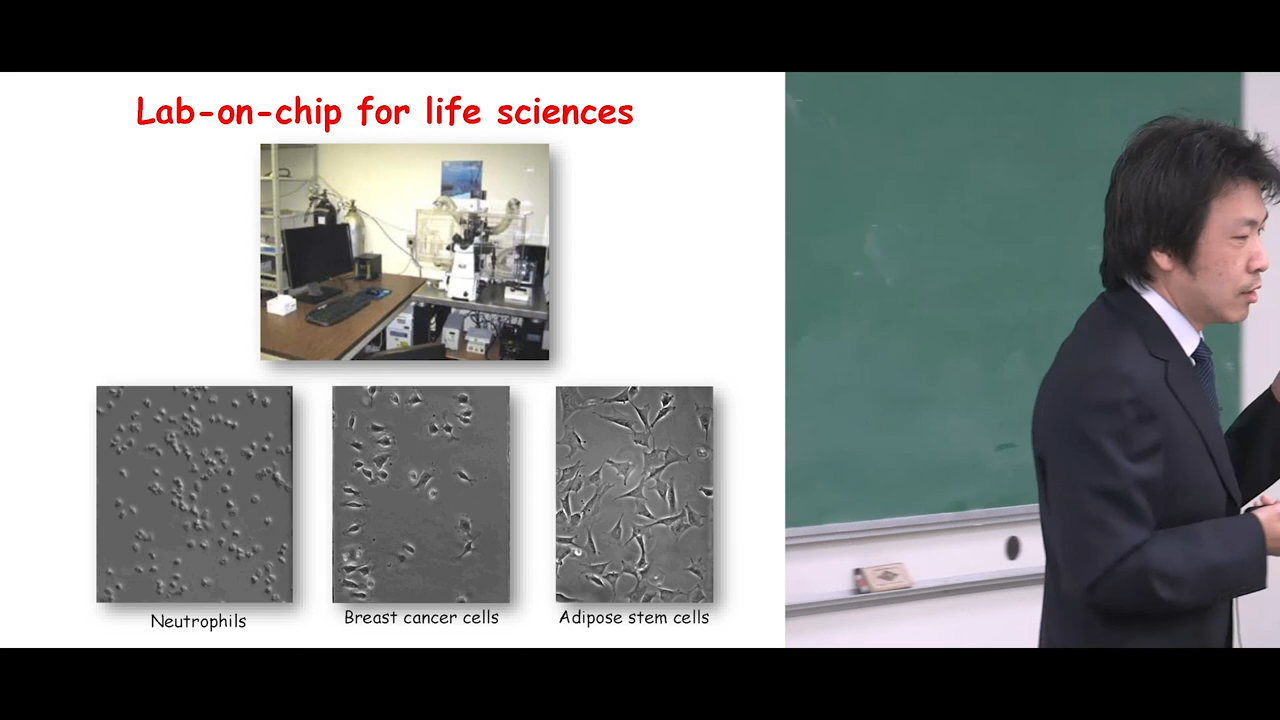 Lab-on-chip for life sciences
Neutrophils
Breast cancer cells
Adipose stem cells